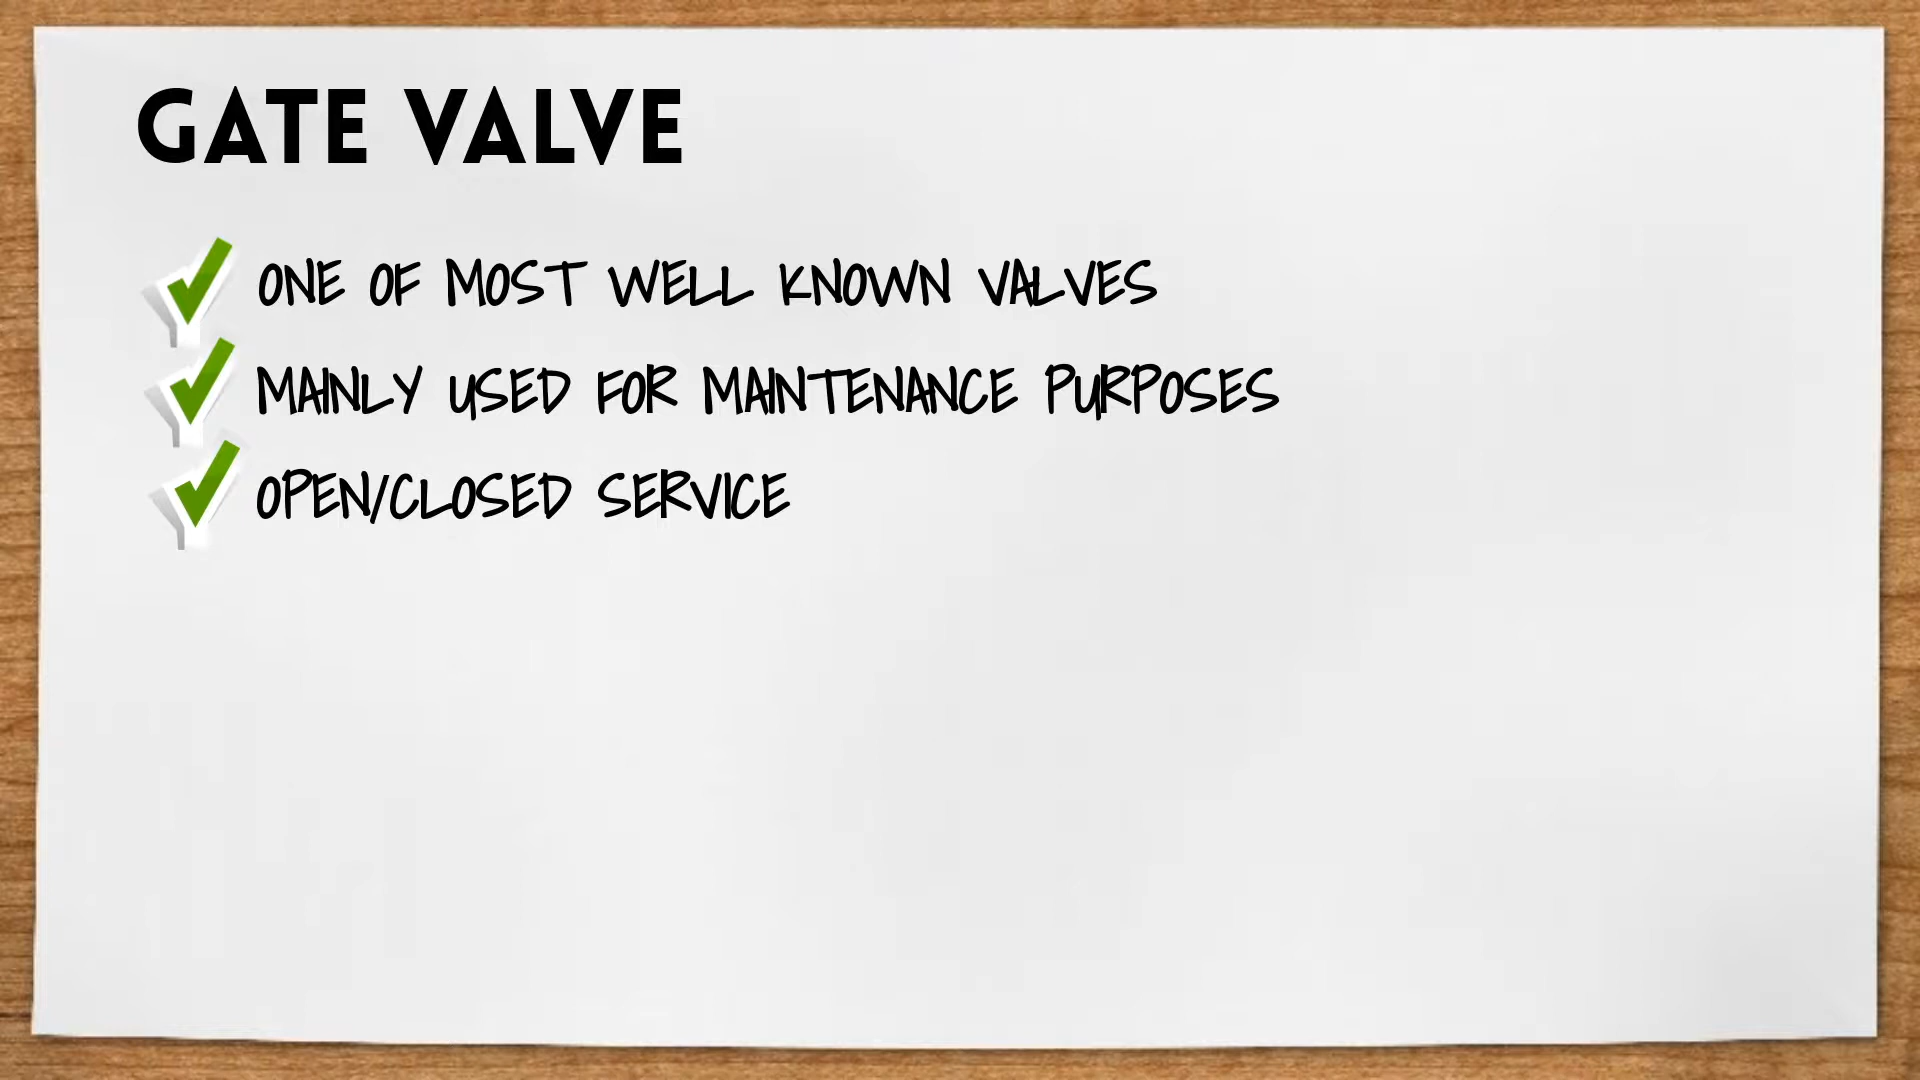 GATE VALVE
ONE OF MOST WELL KNOWN VALVES
MAINLY USED FOR MAINTENANCE PURPOSES
OPEN/CLOSED SERVICE